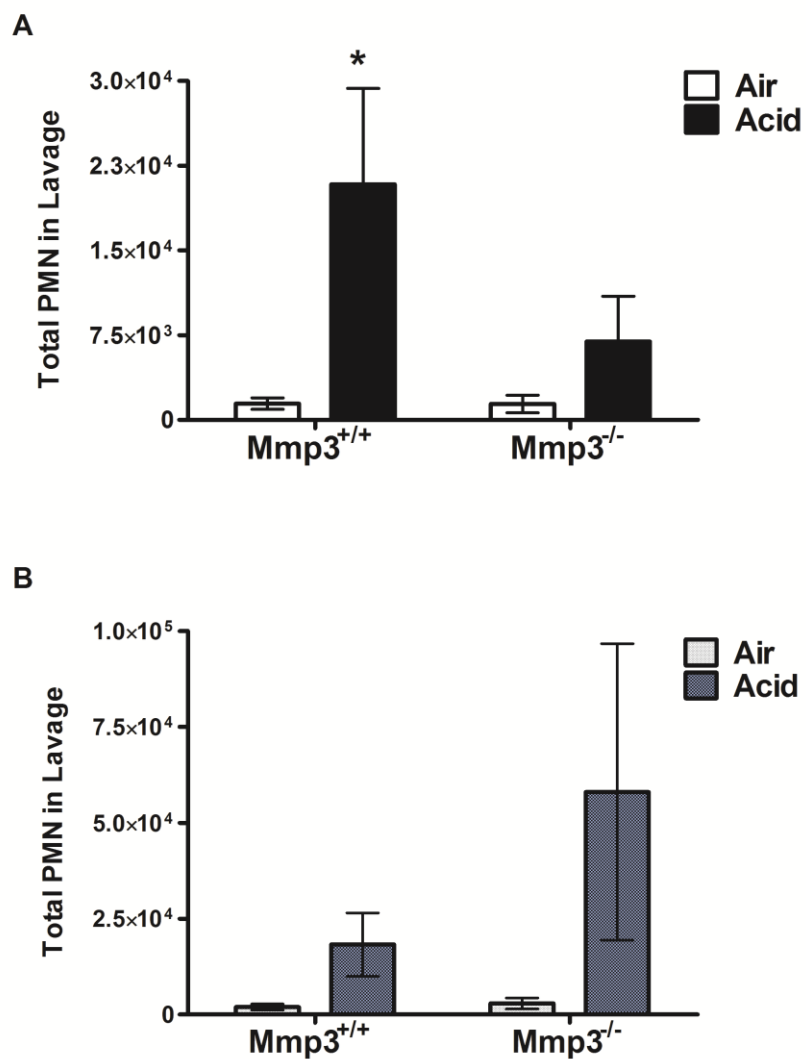 A
*
3.0×10⁴
2.3×10⁴
1.5×10⁴
7.5×10³
0
Total PMN in Lavage
Air
Acid
Mmp3⁺/⁺
Mmp3⁻/⁻
B
1.0×10⁵
7.5×10⁴
5.0×10⁴
2.5×10⁴
0
Total PMN in Lavage
Air
Acid
Mmp3⁺/⁺
Mmp3⁻/⁻